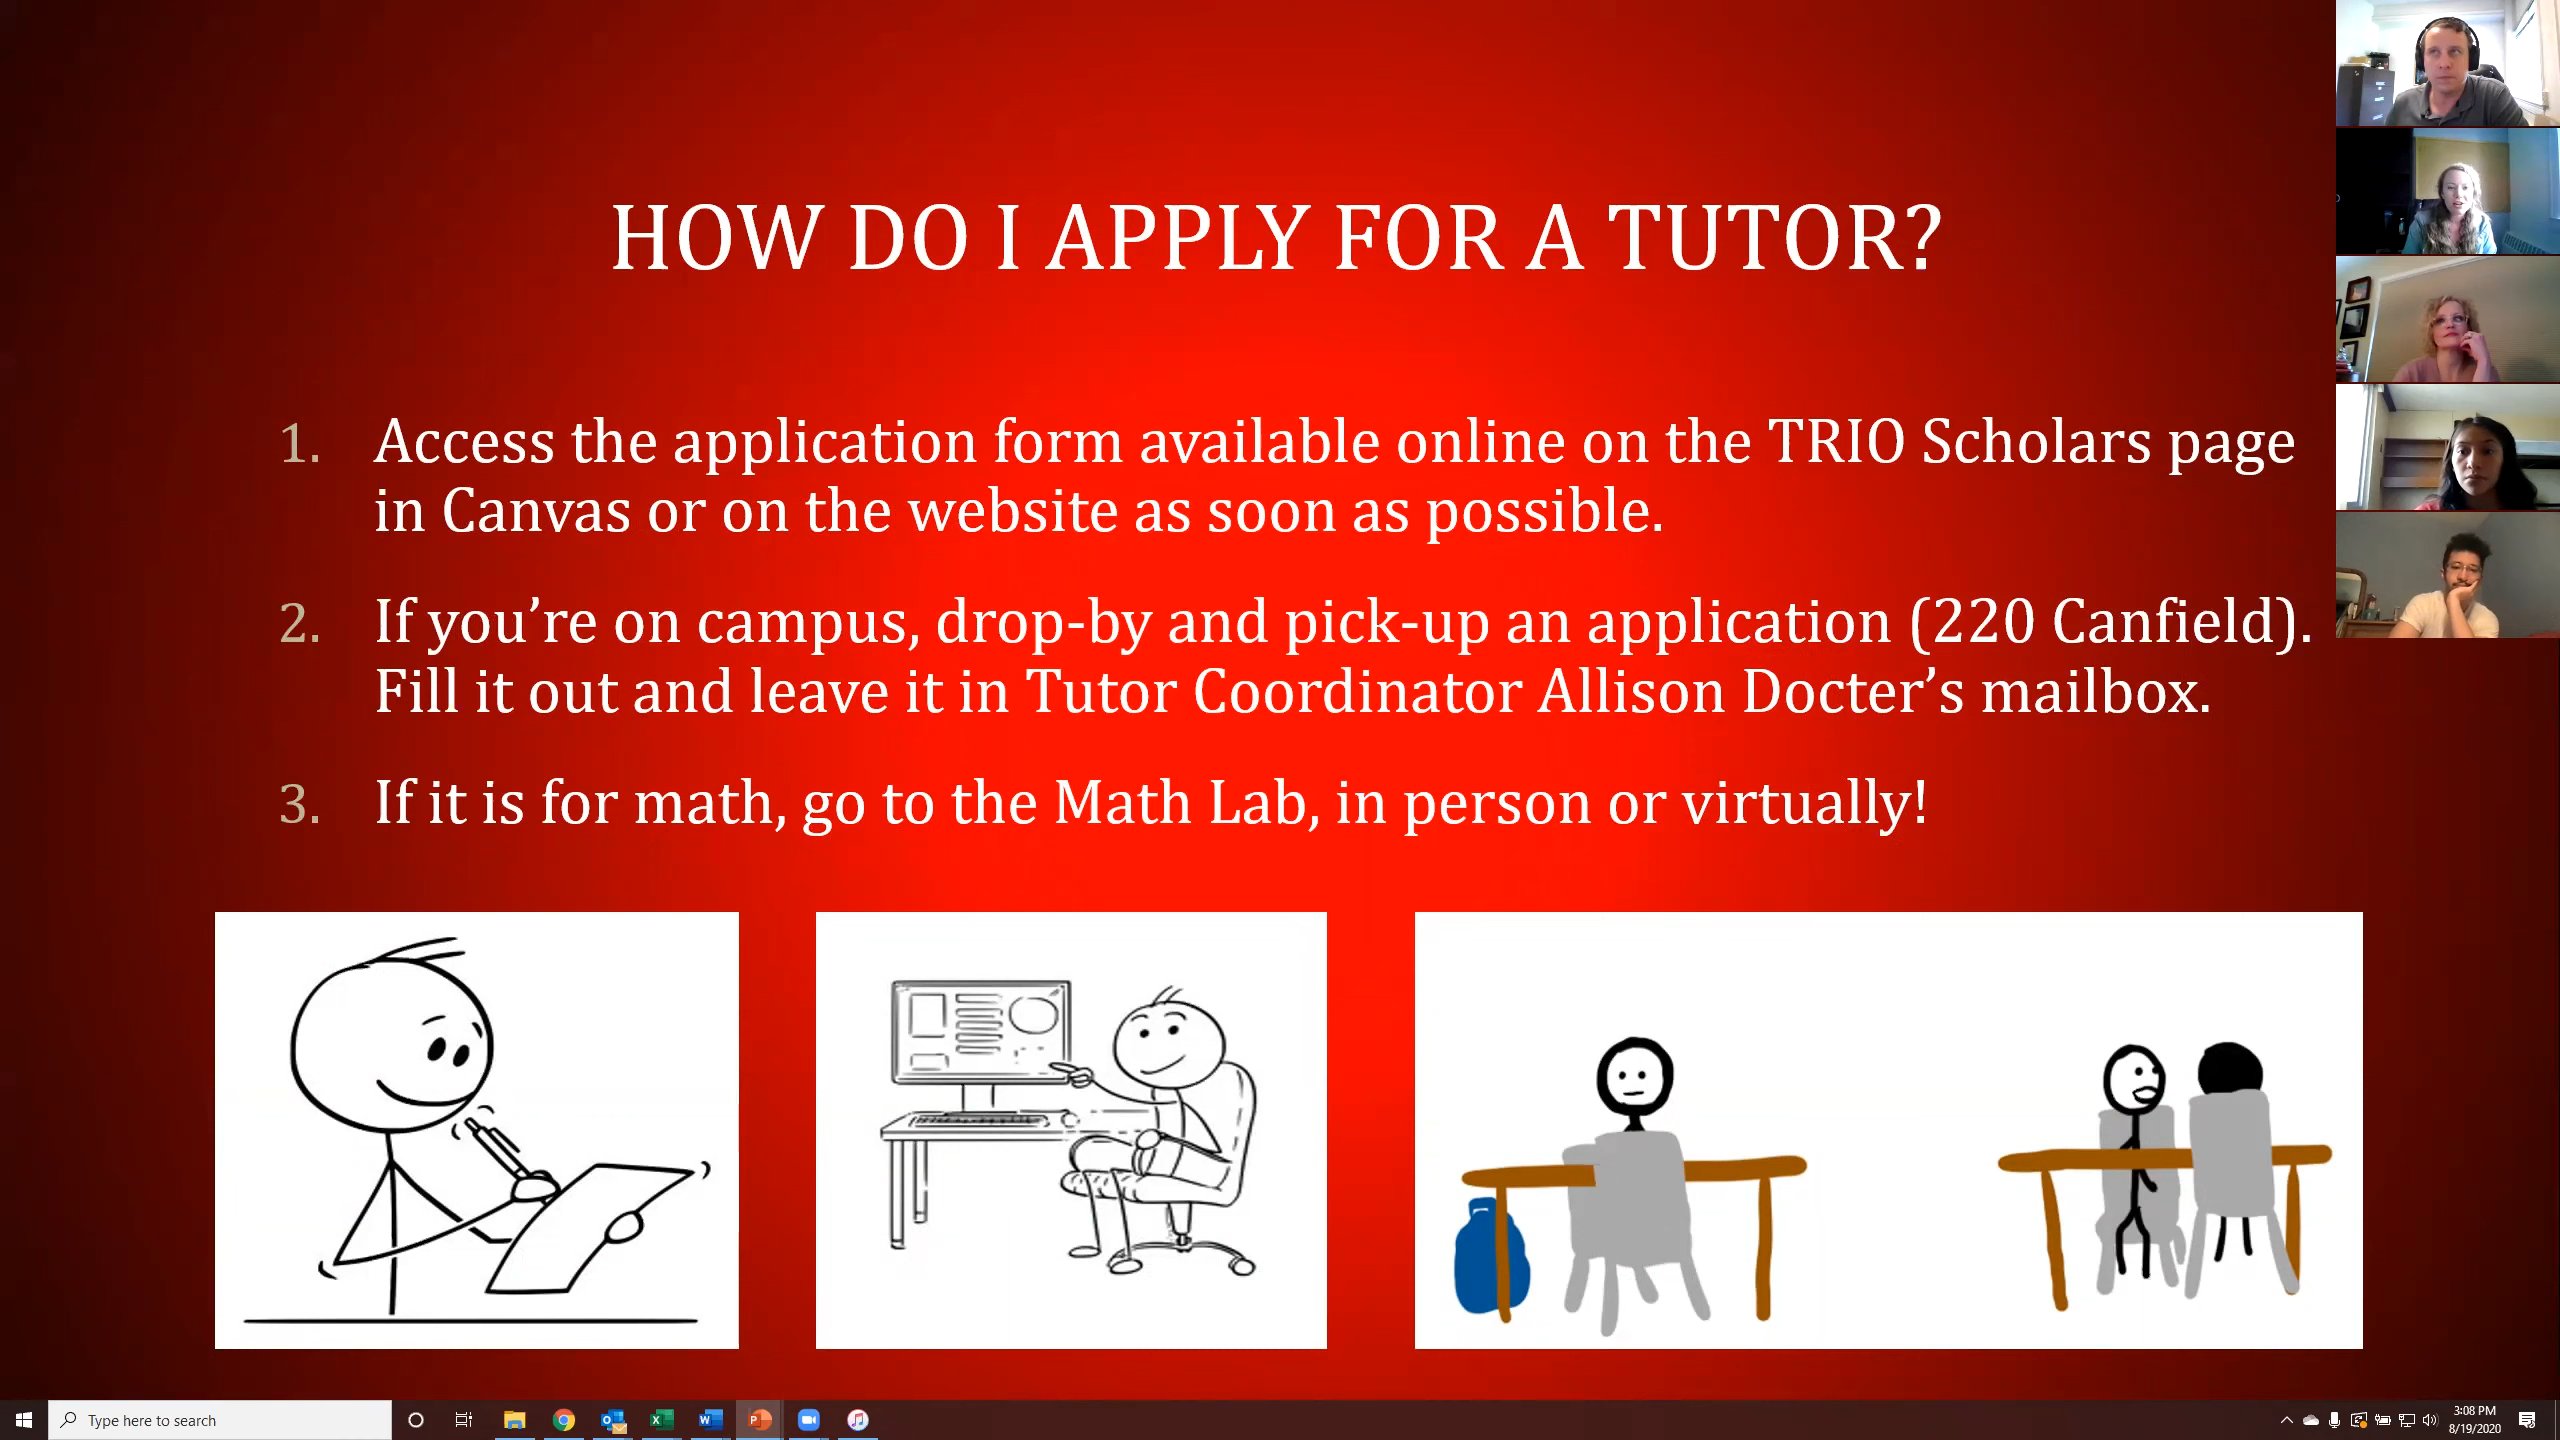 HOW DO I APPLY FOR A TUTOR?
1. Access the application form available online on the TRIO Scholars page
in Canvas or on the website as soon as possible.
2. If you’re on campus, drop-by and pick-up an application (220 Canfield).
Fill it out and leave it in Tutor Coordinator Allison Docter’s mailbox.
3. If it is for math, go to the Math Lab, in person or virtually!
Type here to search
3:08 PM
8/19/2020